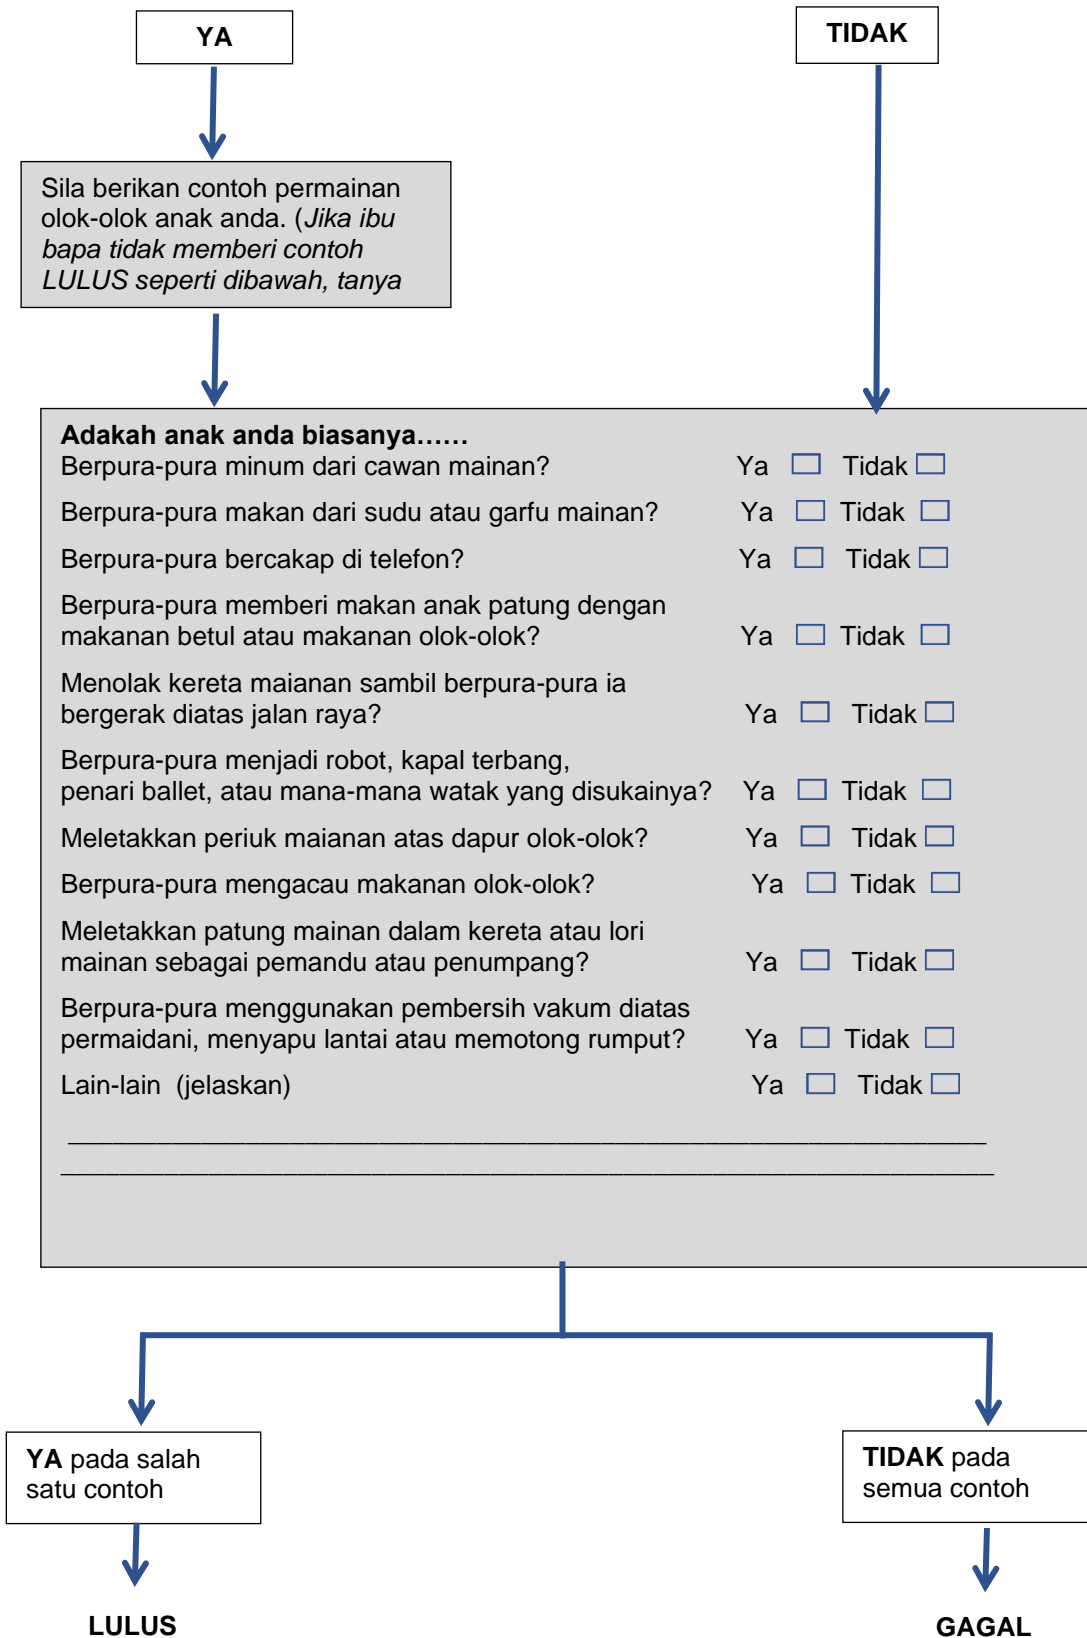 YA
TIDAK
Sila berikan contoh permainan
olok-olok anak anda. (Jika ibu
bapa tidak memberi contoh
LULUS seperti dibawah, tanya
Adakah anak anda biasanya……
Berpura-pura minum dari cawan mainan? Ya Tidak
Berpura-pura makan dari sudu atau garfu mainan? Ya Tidak
Berpura-pura bercakap di telefon? Ya Tidak
Berpura-pura memberi makan anak patung dengan
makanan betul atau makanan olok-olok? Ya Tidak
Menolak kereta maianan sambil berpura-pura ia
bergerak diatas jalan raya? Ya Tidak
Berpura-pura menjadi robot, kapal terbang,
penari ballet, atau mana-mana watak yang disukainya? Ya Tidak
Meletakkan periuk maianan atas dapur olok-olok? Ya Tidak
Berpura-pura mengacau makanan olok-olok? Ya Tidak
Meletakkan patung mainan dalam kereta atau lori
mainan sebagai pemandu atau penumpang? Ya Tidak
Berpura-pura menggunakan pembersih vakum diatas
permaidani, menyapu lantai atau memotong rumput? Ya Tidak
Lain-lain (jelaskan) Ya Tidak
YA pada salah
satu contoh
TIDAK pada
semua contoh
LULUS
GAGAL